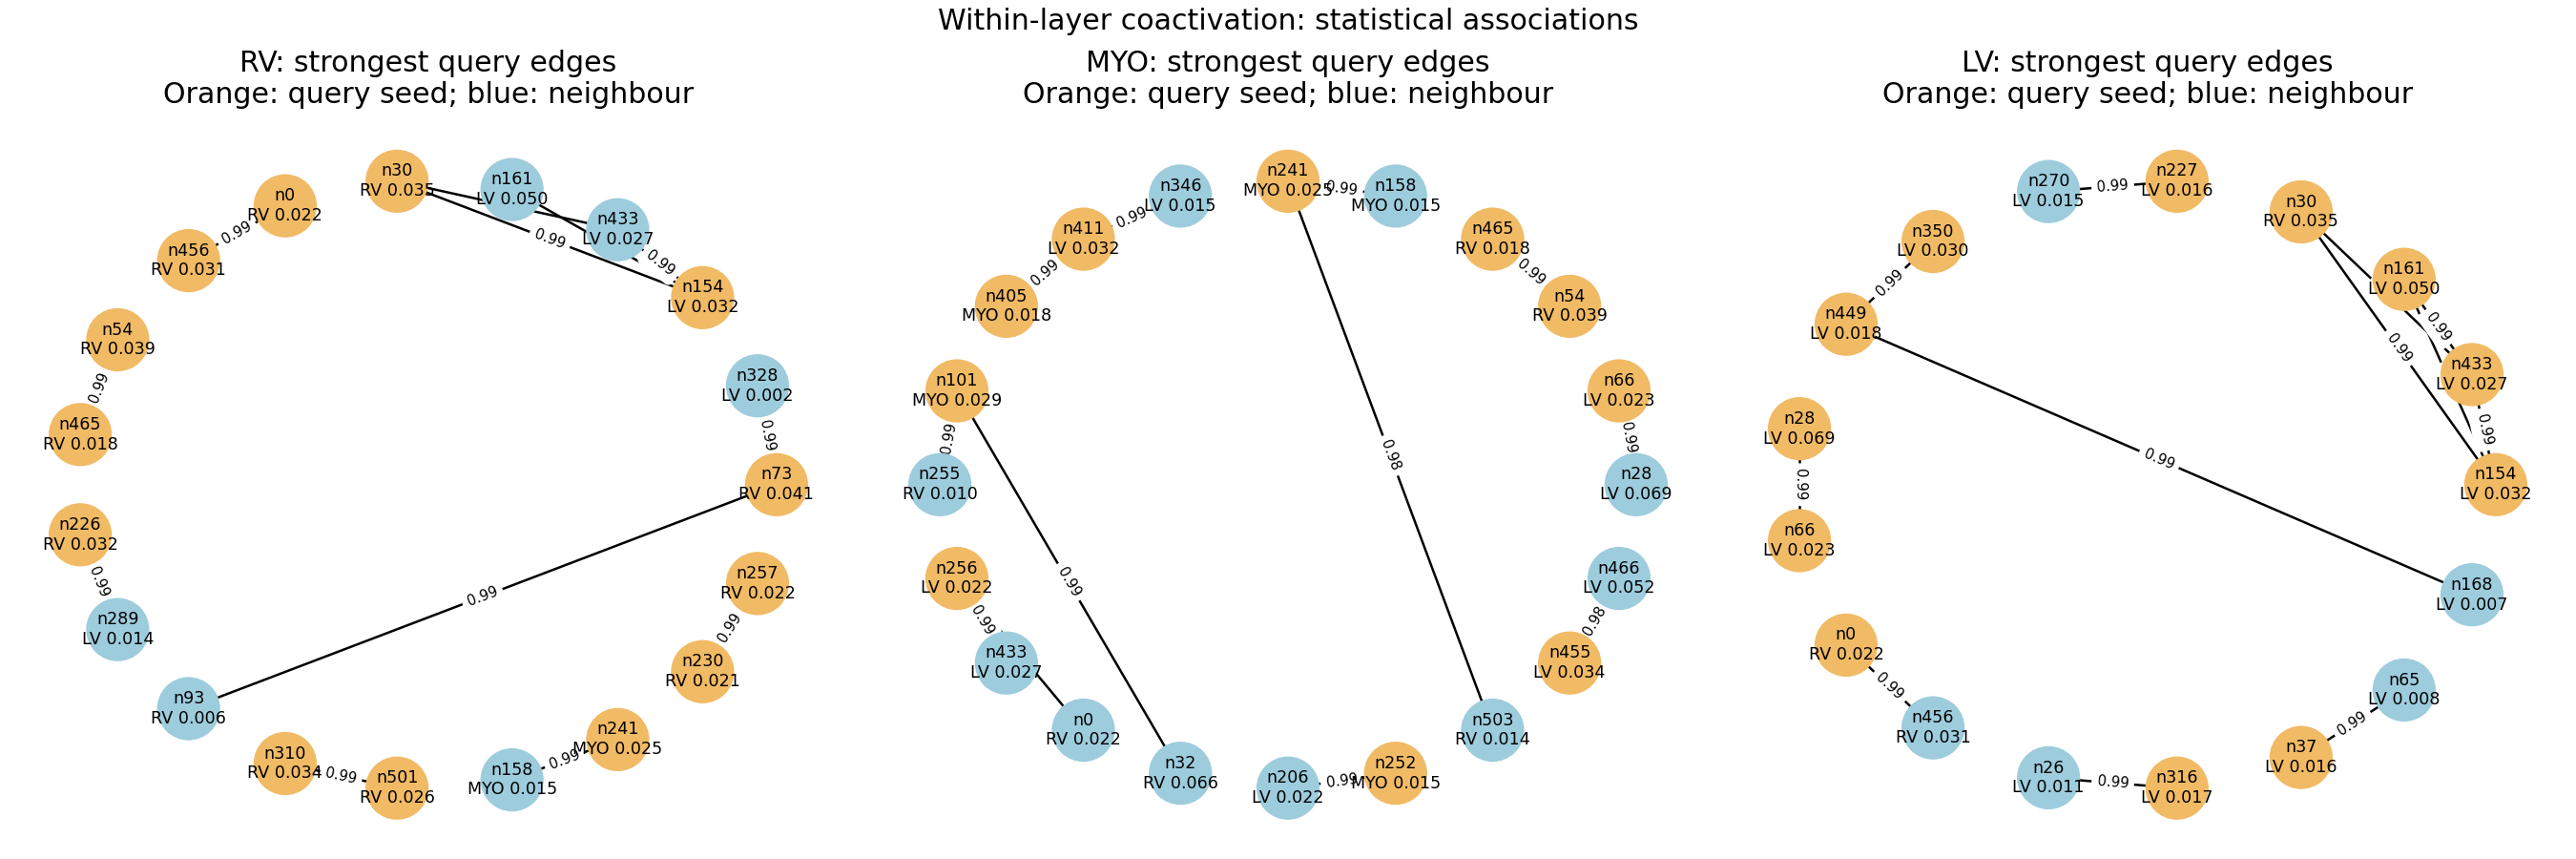 Within-layer coactivation: statistical associations
RV: strongest query edges
Orange: query seed; blue: neighbour
n30
RV 0.035
n161
LV 0.050
n0
RV 0.022
n433
LV 0.027
0.99
0.99
0.99
n456
RV 0.031
n154
LV 0.032
n54
RV 0.039
n328
LV 0.002
0.99
0.99
n465
RV 0.018
n73
RV 0.041
n226
RV 0.032
n257
RV 0.022
0.99
0.99
0.99
n289
LV 0.014
n230
RV 0.021
n93
RV 0.006
n241
MYO 0.025
n310
RV 0.034
0.99
n501
RV 0.026
n158
MYO 0.015
0.99
MYO: strongest query edges
Orange: query seed; blue: neighbour
n346
LV 0.015
n241
MYO 0.025
0.99
n158
MYO 0.015
n411
LV 0.032
0.99
n465
RV 0.018
0.99
0.99
n405
MYO 0.018
n54
RV 0.039
n101
MYO 0.029
n66
LV 0.023
0.99
0.98
0.99
n255
RV 0.010
n28
LV 0.069
n256
LV 0.022
0.99
n466
LV 0.052
0.99
0.98
n433
LV 0.027
n455
LV 0.034
n0
RV 0.022
n503
RV 0.014
n32
RV 0.066
n206
LV 0.022
0.99
n252
MYO 0.015
LV: strongest query edges
Orange: query seed; blue: neighbour
n270
LV 0.015
0.99
n227
LV 0.016
n30
RV 0.035
n350
LV 0.030
n161
LV 0.050
0.99
n449
LV 0.018
0.99
0.99
n433
LV 0.027
n28
LV 0.069
0.99
0.99
0.99
n154
LV 0.032
n66
LV 0.023
n168
LV 0.007
n0
RV 0.022
0.99
n456
RV 0.031
n65
LV 0.008
0.99
n37
LV 0.016
n26
LV 0.011
0.99
n316
LV 0.017